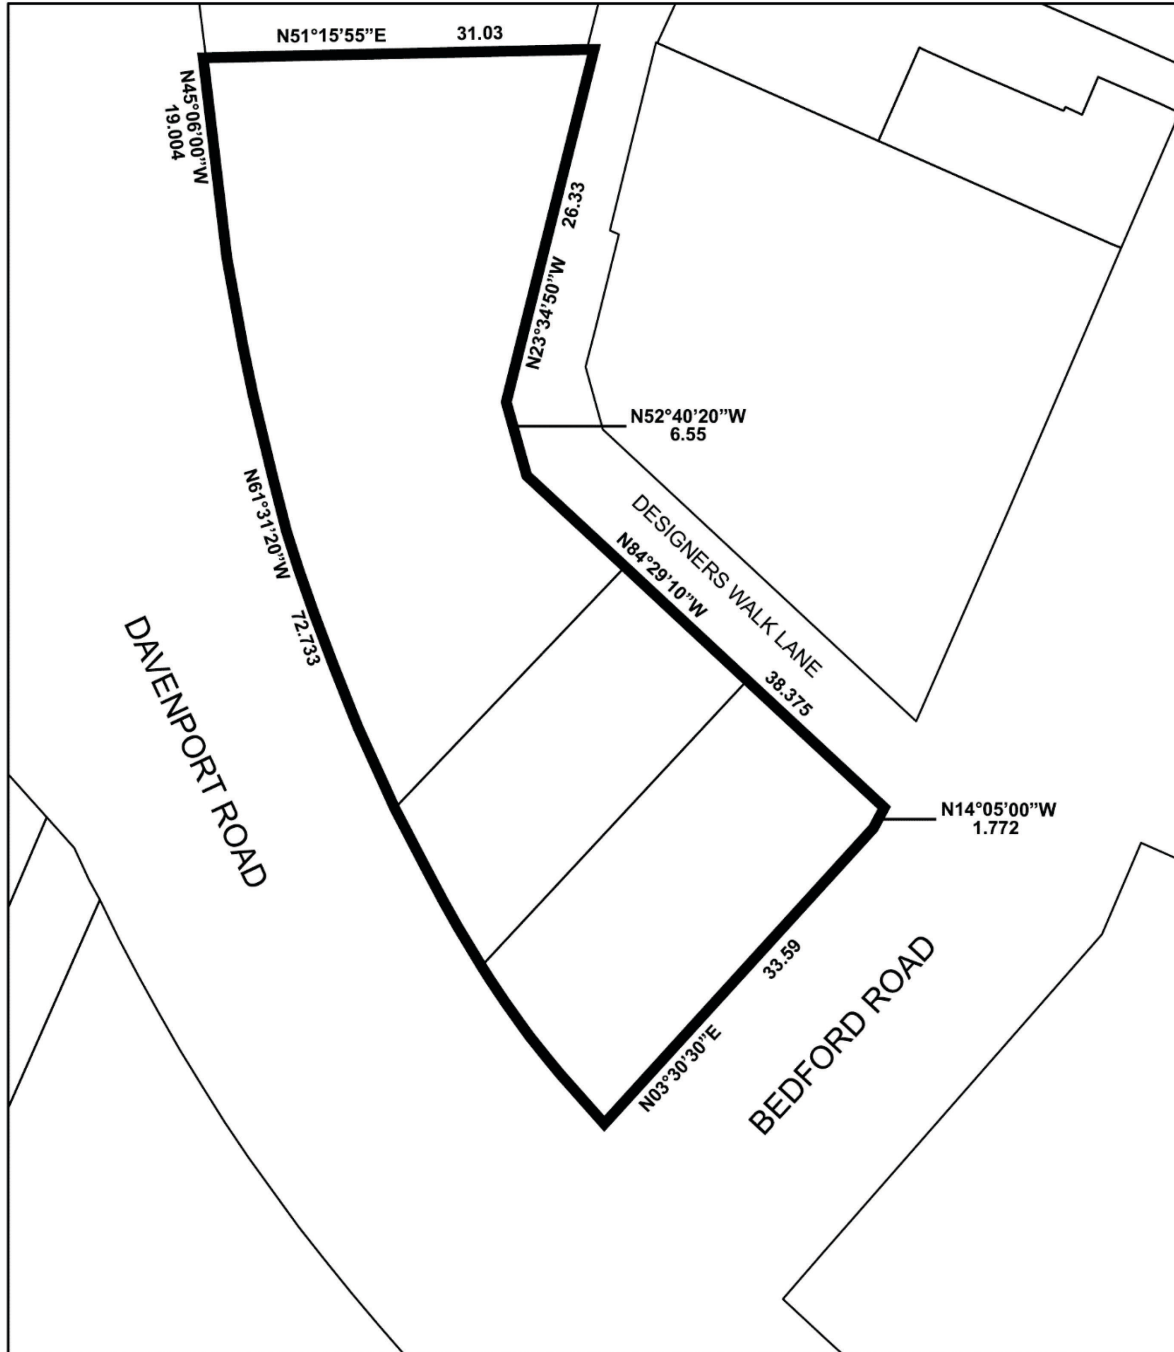 N51°15'55”E 31.03
N45°06'00”W
19.004
26.33
N23°34'50”W
N52°40'20”W
6.55
N61°31'20”W
72.733
DESIGNERS WALK LANE
N84°29'10”W
38.375
DAVENPORT ROAD
N14°05'00”W
1.772
33.59
N03°30'30”E
BEDFORD ROAD